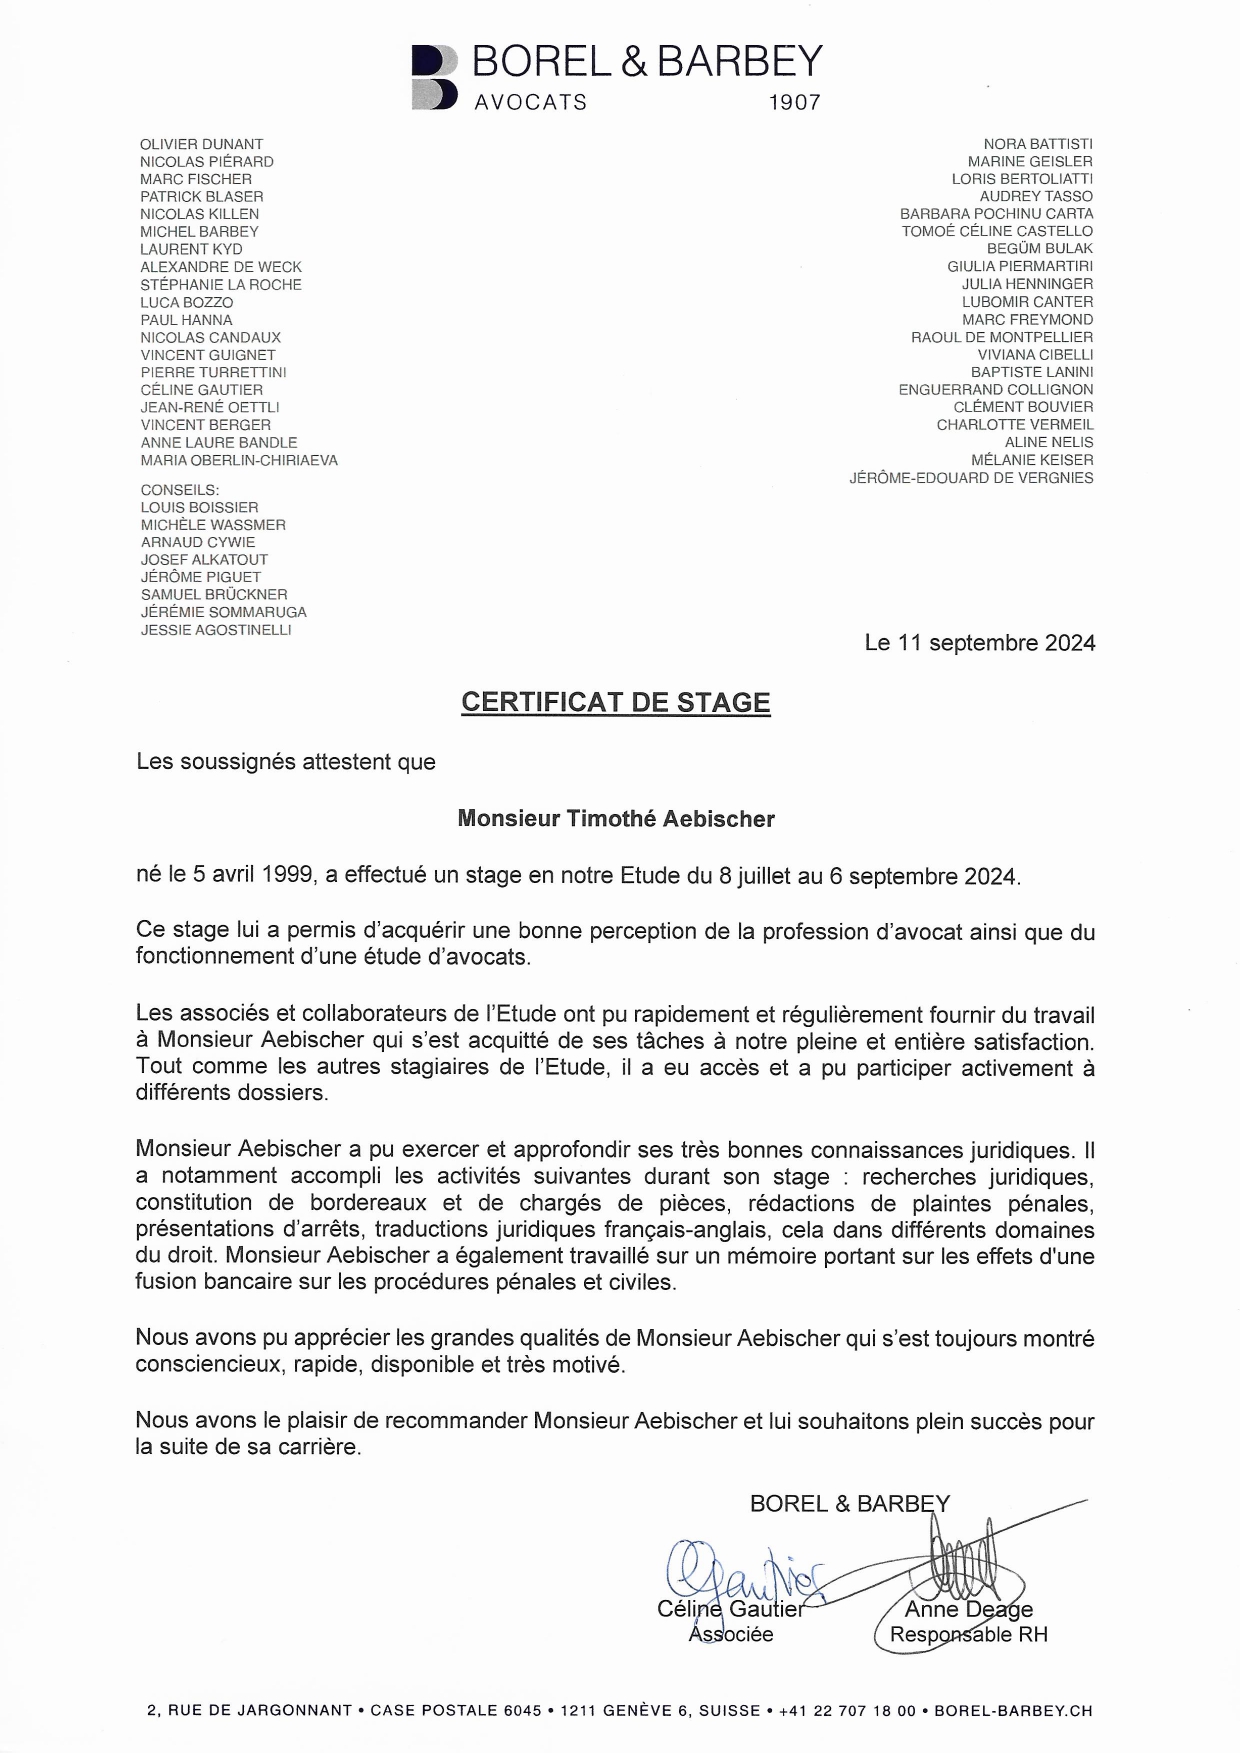 BOREL & BARBEY
AVOCATS 1907
OLIVIER DUNANT
NICOLAS PIÉRARD
MARC FISCHER
PATRICK BLASER
NICOLAS KILLEN
MICHEL BARBEY
LAURENT KYD
ALEXANDRE DE WECK
STÉPHANIE LA ROCHE
LUCA BOZZO
PAUL HANNA
NICOLAS CANDAUX
VINCENT GUIGNET
PIERRE TURRETTINI
CÉLINE GAUTIER
JEAN-RENÉ OETTLI
VINCENT BERGER
ANNE LAURE BANDLE
MARIA OBERLIN-CHIRIAEVA
CONSEILS:
LOUIS BOISSIER
MICHÈLE WASSMER
ARNAUD CYWIE
JOSEF ALKATOUT
JÉRÔME PIGUET
SAMUEL BRÜCKNER
JÉRÉMIE SOMMARUGA
JESSIE AGOSTINELLI
NORA BATTISTI
MARINE GEISLER
LORIS BERTOLIATTI
AUDREY TASSO
BARBARA POCHINU CARTA
TOMOÉ CÉLINE CASTELLO
BEGÜM BULAK
GIULIA PIERMARTIRI
JULIA HENNINGER
LUBOMIR CANTER
MARC FREYMOND
RAOUL DE MONTPELLIER
VIVIANA CIBELLI
BAPTISTE LANINI
ENGUERRAND COLLIGNON
CLÉMENT BOUVIER
CHARLOTTE VERMEIL
ALINE NELIS
MÉLANIE KEISER
JÉRÔME-EDOUARD DE VERGNIES
Le 11 septembre 2024
CERTIFICAT DE STAGE
Les soussignés attestent que
Monsieur Timothé Aebischer
né le 5 avril 1999, a effectué un stage en notre Etude du 8 juillet au 6 septembre 2024.
Ce stage lui a permis d’acquérir une bonne perception de la profession d’avocat ainsi que du
fonctionnement d’une étude d’avocats.
Les associés et collaborateurs de l’Etude ont pu rapidement et régulièrement fournir du travail
à Monsieur Aebischer qui s’est acquitté de ses tâches à notre pleine et entière satisfaction.
Tout comme les autres stagiaires de l’Etude, il a eu accès et a pu participer activement à
différents dossiers.
Monsieur Aebischer a pu exercer et approfondir ses très bonnes connaissances juridiques. Il
a notamment accompli les activités suivantes durant son stage : recherches juridiques,
constitution de bordereaux et de chargés de pièces, rédactions de plaintes pénales,
présentations d’arrêts, traductions juridiques français-anglais, cela dans différents domaines
du droit. Monsieur Aebischer a également travaillé sur un mémoire portant sur les effets d'une
fusion bancaire sur les procédures pénales et civiles.
Nous avons pu apprécier les grandes qualités de Monsieur Aebischer qui s’est toujours montré
consciencieux, rapide, disponible et très motivé.
Nous avons le plaisir de recommander Monsieur Aebischer et lui souhaitons plein succès pour
la suite de sa carrière.
BOREL & BARBEY
CGautier
Céline Gautier
Associée
Anne Deage
Responsable RH
2, RUE DE JARGONNANT • CASE POSTALE 6045 • 1211 GENÈVE 6, SUISSE • +41 22 707 18 00 • BOREL-BARBEY.CH